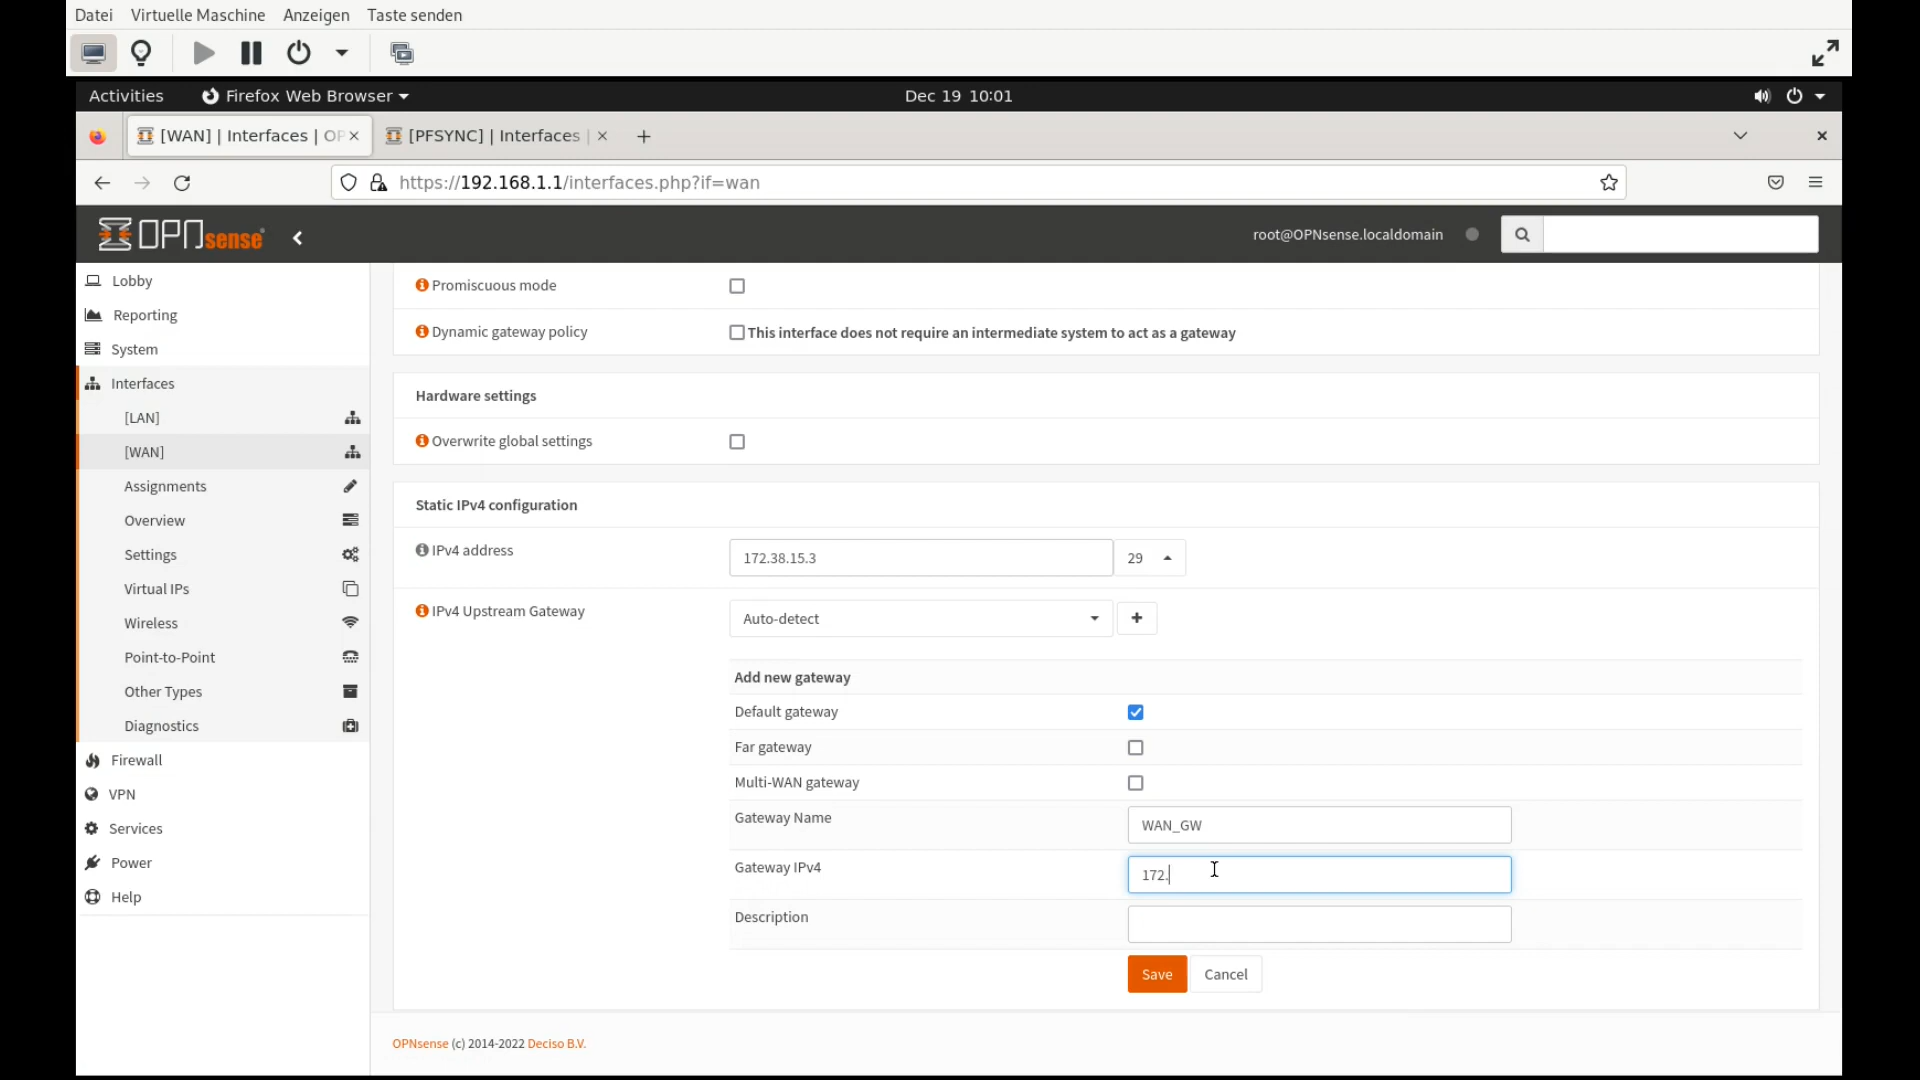 Datei Virtuelle Maschine Anzeigen Taste senden
Activities Firefox Web Browser Dec 19 10:01
[WAN] | Interfaces | OP [PFSYNC] | Interfaces |
https://192.168.1.1/interfaces.php?if=wan
OPNsense root@OPNsense.localdomain
Lobby
Reporting
System
Interfaces
[LAN]
[WAN]
Assignments
Overview
Settings
Virtual IPs
Wireless
Point-to-Point
Other Types
Diagnostics
Firewall
VPN
Services
Power
Help
Promiscuous mode
Dynamic gateway policy This interface does not require an intermediate system to act as a gateway
Hardware settings
Overwrite global settings
Static IPv4 configuration
IPv4 address 172.38.15.3 29
IPv4 Upstream Gateway Auto-detect
Add new gateway
Default gateway
Far gateway
Multi-WAN gateway
Gateway Name WAN_GW
Gateway IPv4 172.
Description
Save Cancel
OPNsense (c) 2014-2022 Deciso B.V.